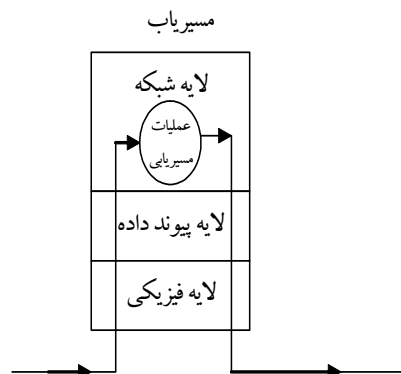 مسیریاب
لایه شبکه
عملیات
مسیریابی
لایه پیوند داده
لایه فیزیکی